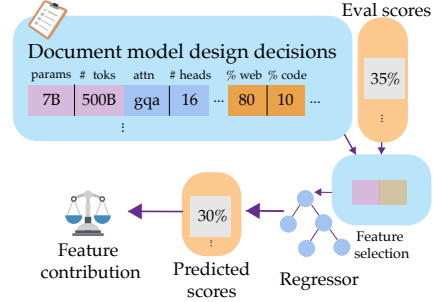 Eval scores
Document model design decisions
params # toks attn # heads % web % code
7B 500B gqa 16 ... 80 10 ...
⋮
35%
⋮
Feature selection
30%
⋮
Regressor
Predicted scores
Feature contribution